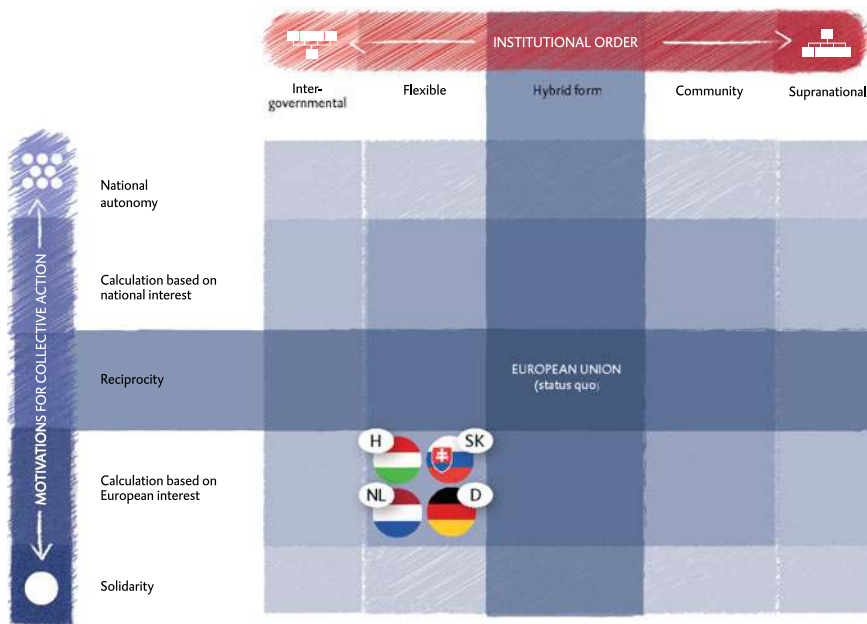 INSTITUTIONAL ORDER
Inter-
governmental
Flexible
Hybrid form
Community
Supranational
MOTIVATIONS FOR COLLECTIVE ACTION
National
autonomy
Calculation based on
national interest
Reciprocity
EUROPEAN UNION
(status quo)
H
SK
Calculation based on
European interest
NL
D
Solidarity